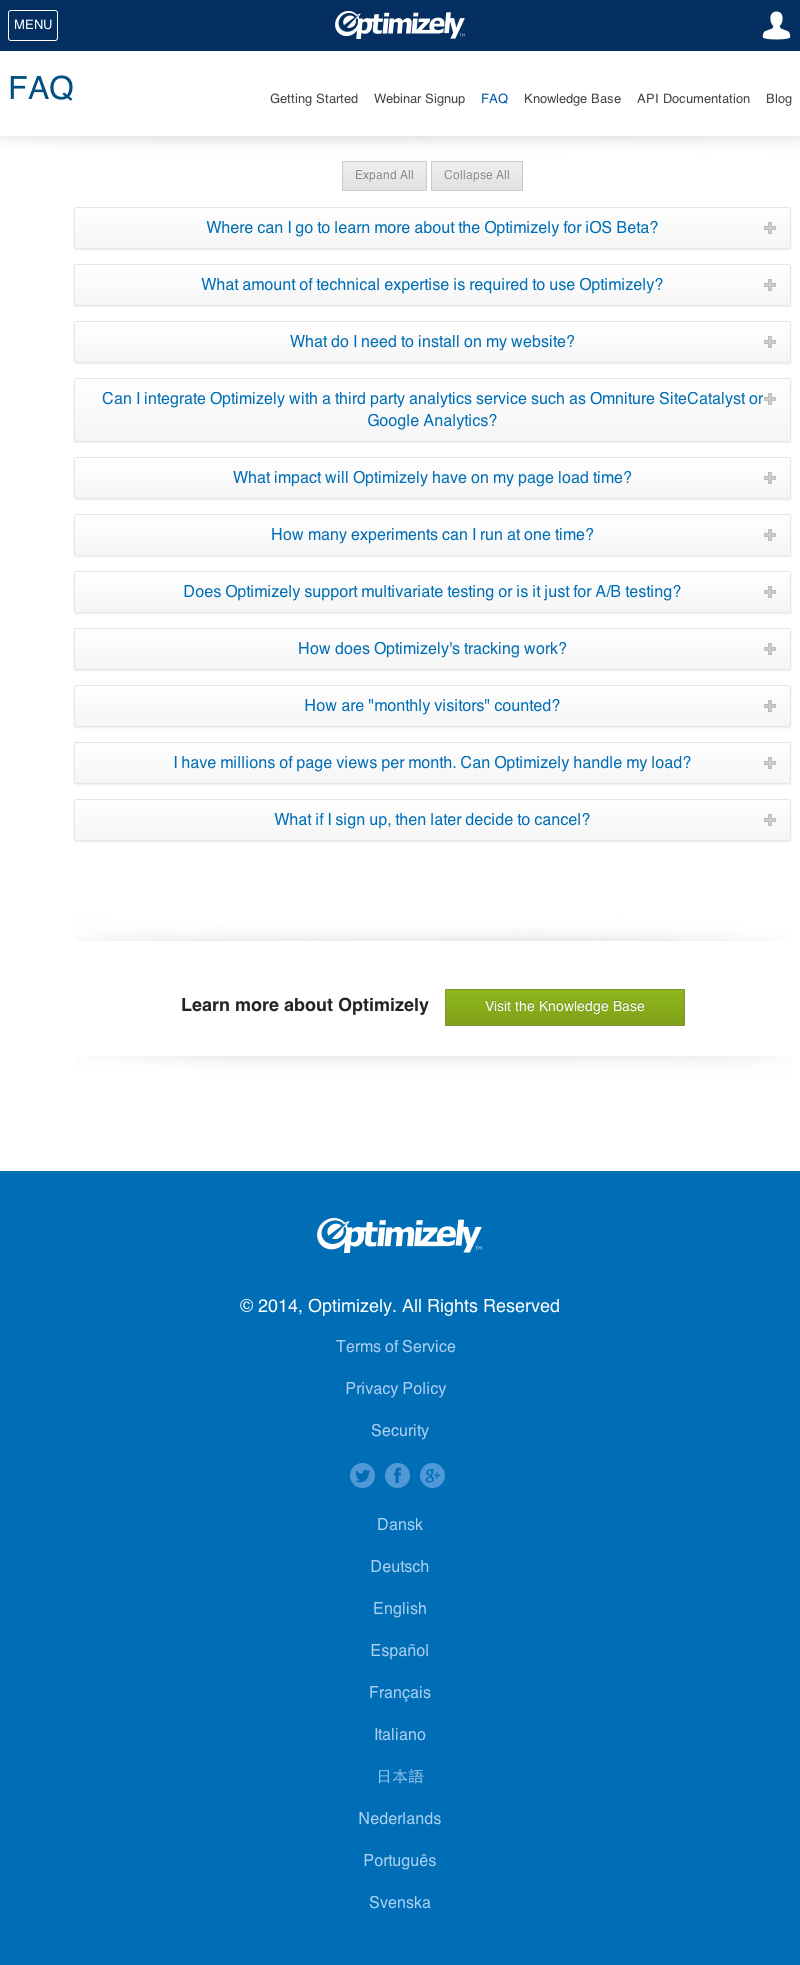 MENU
Optimizely™
FAQ
Getting Started Webinar Signup FAQ Knowledge Base API Documentation Blog
Expand All Collapse All
Where can I go to learn more about the Optimizely for iOS Beta?
What amount of technical expertise is required to use Optimizely?
What do I need to install on my website?
Can I integrate Optimizely with a third party analytics service such as Omniture SiteCatalyst or
Google Analytics?
What impact will Optimizely have on my page load time?
How many experiments can I run at one time?
Does Optimizely support multivariate testing or is it just for A/B testing?
How does Optimizely's tracking work?
How are "monthly visitors" counted?
I have millions of page views per month. Can Optimizely handle my load?
What if I sign up, then later decide to cancel?
Learn more about Optimizely Visit the Knowledge Base
Optimizely™
© 2014, Optimizely. All Rights Reserved
Terms of Service
Privacy Policy
Security
f g+
Dansk
Deutsch
English
Español
Français
Italiano
日本語
Nederlands
Português
Svenska